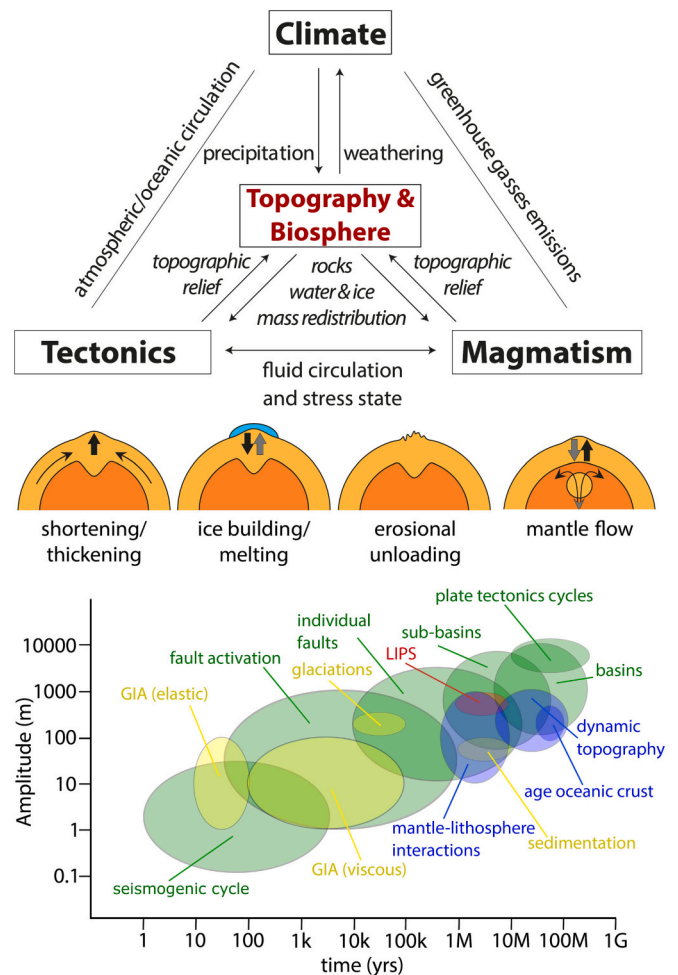 Climate
atmospheric/oceanic circulation
greenhouse gasses emissions
precipitation
weathering
Topography &
Biosphere
topographic
relief
rocks
water & ice
mass redistribution
topographic
relief
Tectonics
Magmatism
fluid circulation
and stress state
shortening/
thickening
ice building/
melting
erosional
unloading
mantle flow
plate tectonics cycles
individual
faults
sub-basins
LIPS
basins
fault activation
glaciations
GIA (elastic)
dynamic
topography
age oceanic crust
mantle-lithosphere
interactions
sedimentation
GIA (viscous)
seismogenic cycle
Amplitude (m)
10000
1000
100
10
1
0.1
1 10 100 1k 10k 100k 1M 10M 100M 1G
time (yrs)